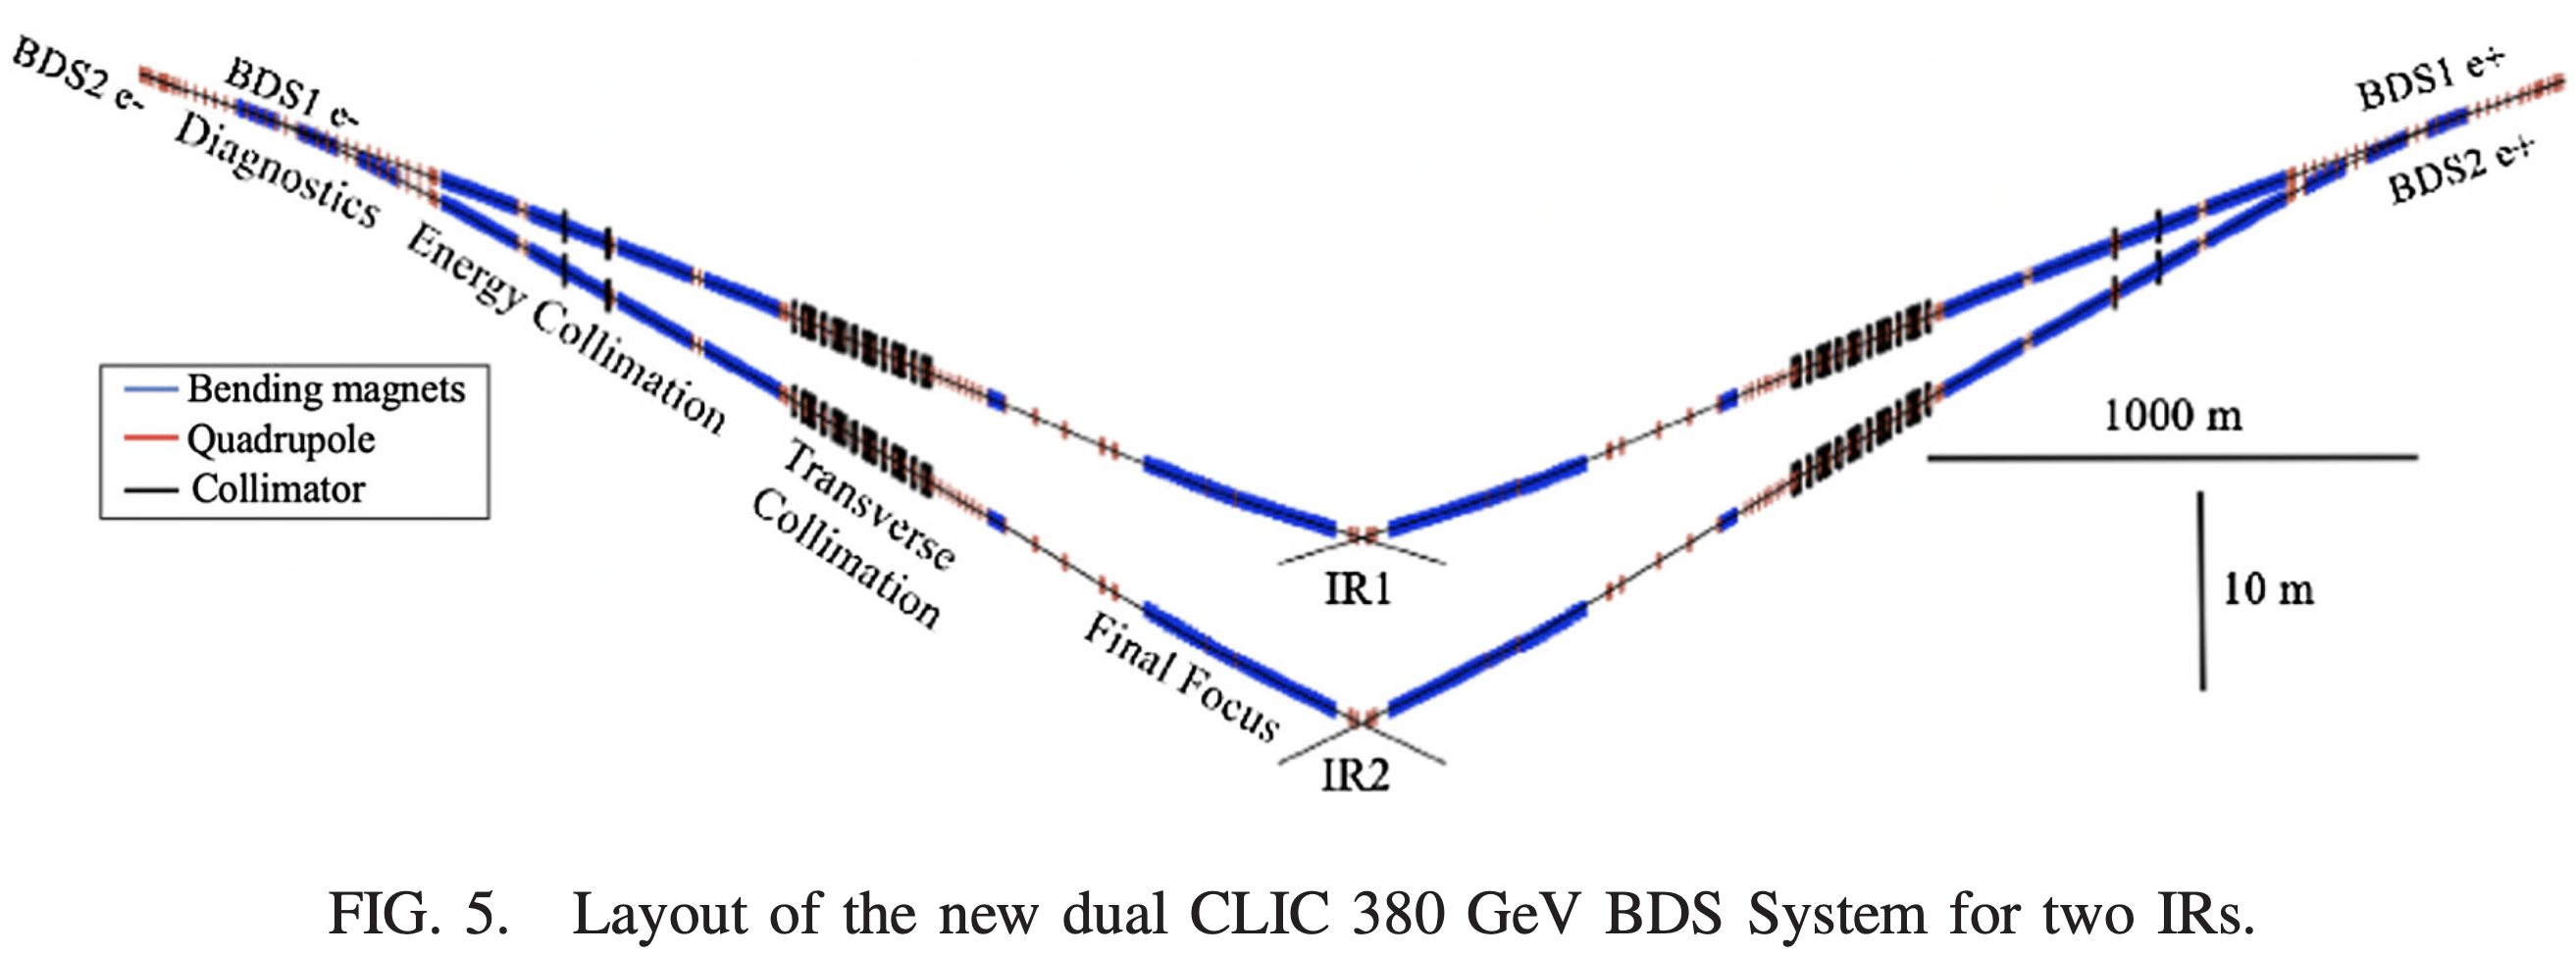 BDS2 e-
BDS1 e-
BDS1 e+
BDS2 e+
Diagnostics
Energy Collimation
Transverse
Collimation
Final Focus
Bending magnets
Quadrupole
Collimator
1000 m
10 m
IR1
IR2
FIG. 5. Layout of the new dual CLIC 380 GeV BDS System for two IRs.